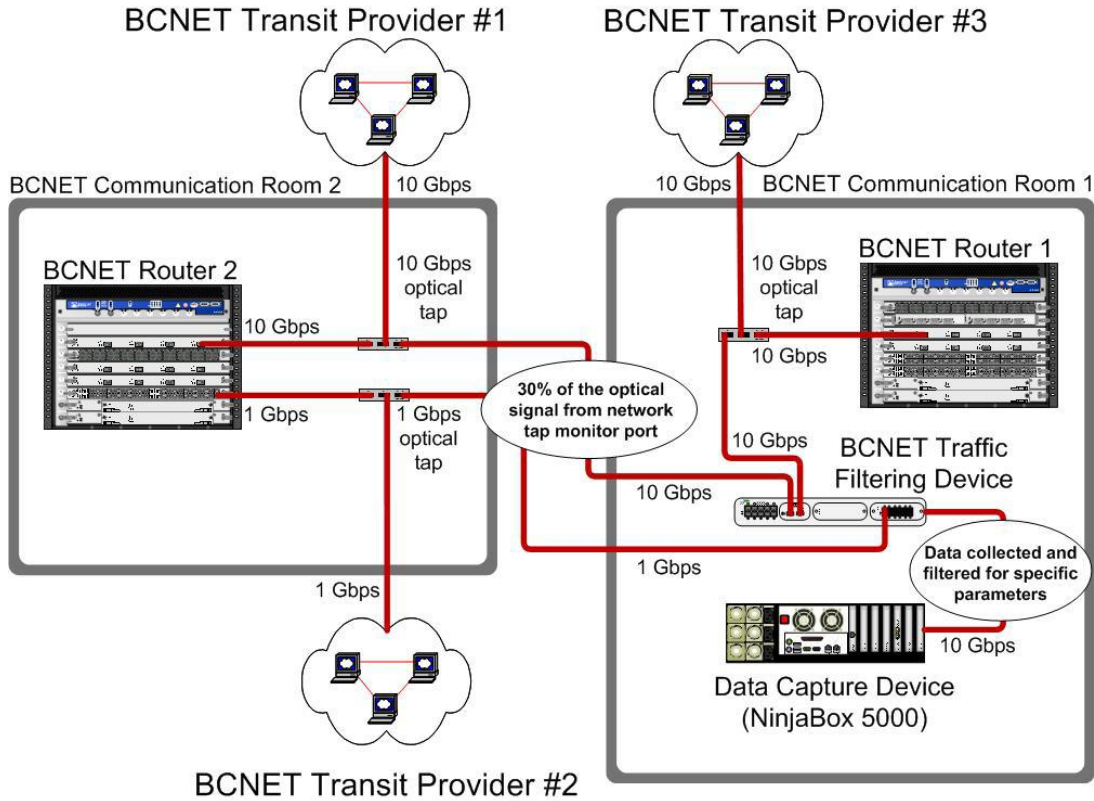 BCNET Transit Provider #1
BCNET Transit Provider #3
10 Gbps
10 Gbps
BCNET Communication Room 2
BCNET Communication Room 1
BCNET Router 2
10 Gbps
optical
tap
10 Gbps
1 Gbps
1 Gbps
optical
tap
BCNET Router 1
10 Gbps
optical
tap
10 Gbps
30% of the optical
signal from network
tap monitor port
10 Gbps
10 Gbps
1 Gbps
BCNET Traffic
Filtering Device
Data collected and
filtered for specific
parameters
10 Gbps
Data Capture Device
(NinjaBox 5000)
1 Gbps
BCNET Transit Provider #2